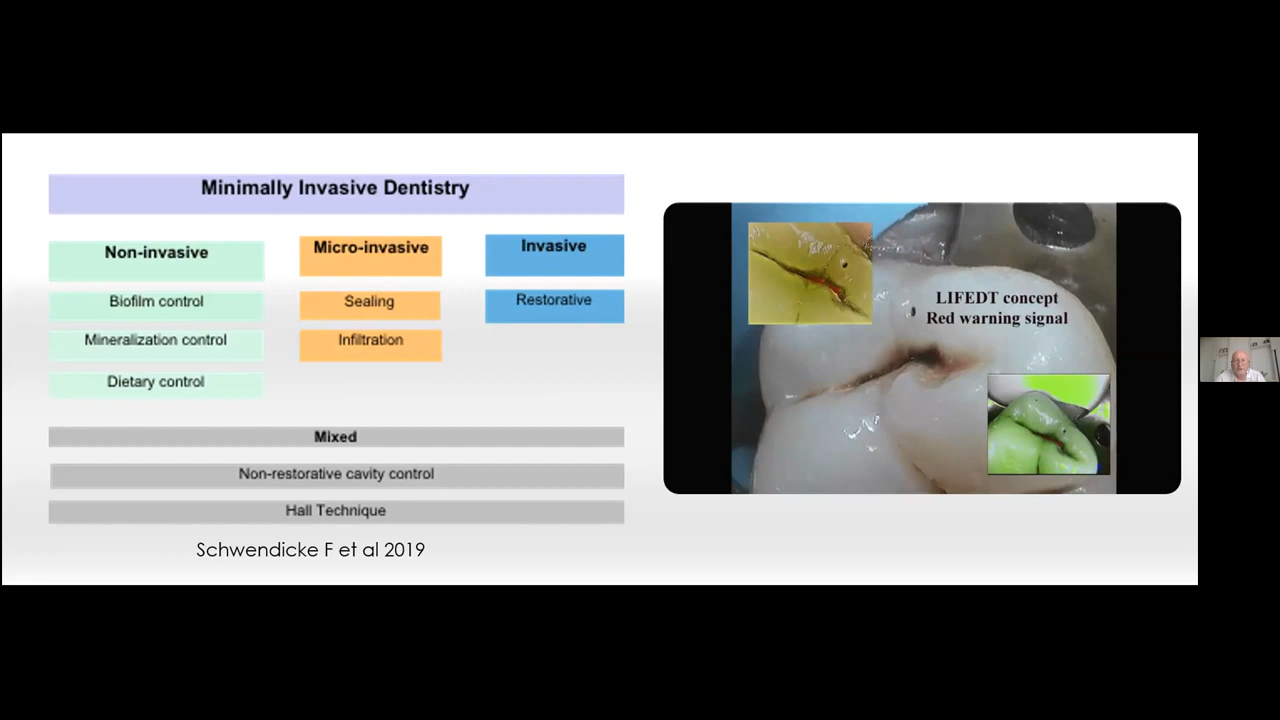 Minimally Invasive Dentistry
Non-invasive
Biofilm control
Mineralization control
Dietary control
Micro-invasive
Sealing
Infiltration
Invasive
Restorative
Mixed
Non-restorative cavity control
Hall Technique
Schwendicke F et al 2019
LIFEDT concept
Red warning signal